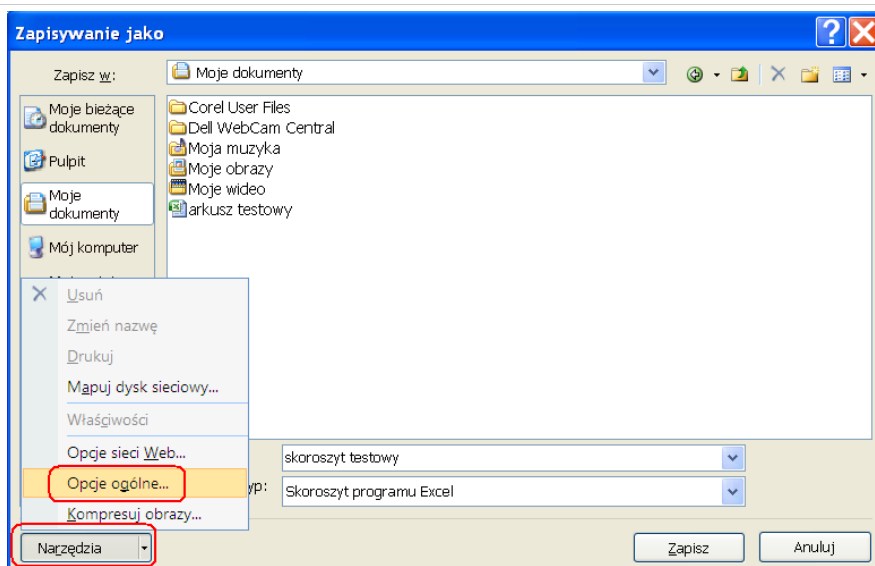 Zapisywanie jako
Zapisz w:
Moje dokumenty
Moje bieżące
dokumenty
Pulpit
Moje
dokumenty
Mój komputer
Corel User Files
Dell WebCam Central
Moja muzyka
Moje obrazy
Moje wideo
arkusz testowy
Usuń
Zmień nazwę
Drukuj
Mapuj dysk sieciowy...
Właściwości
Opcje sieci Web...
Opcje ogólne...
Kompresuj obrazy...
skoroszyt testowy
yp:
Skoroszyt programu Excel
Narzędzia
Zapisz
Anuluj